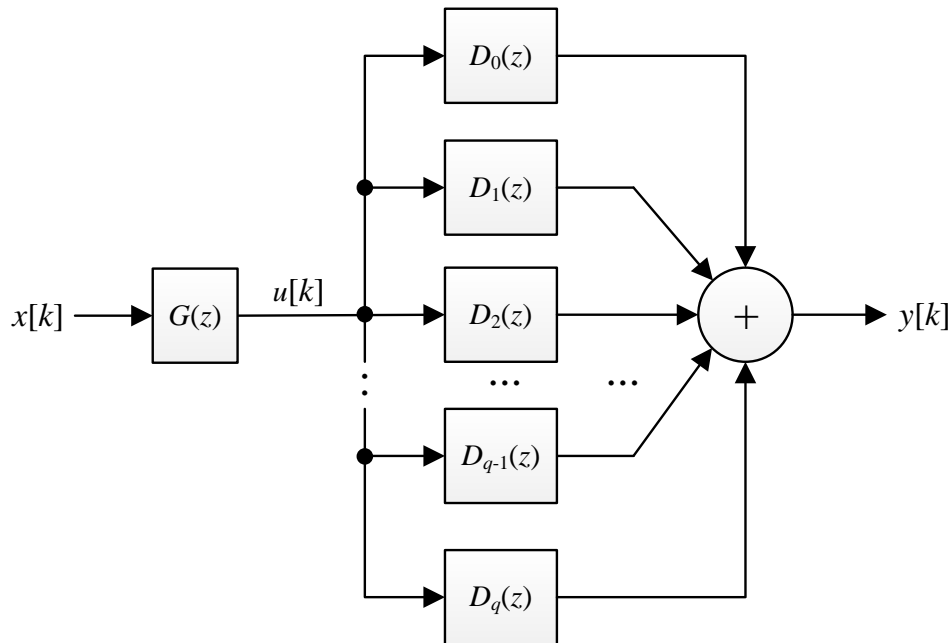 D0(z)
D1(z)
x[k]
G(z)
u[k]
D2(z)
+
y[k]
...
...
...
Dq-1(z)
Dq(z)